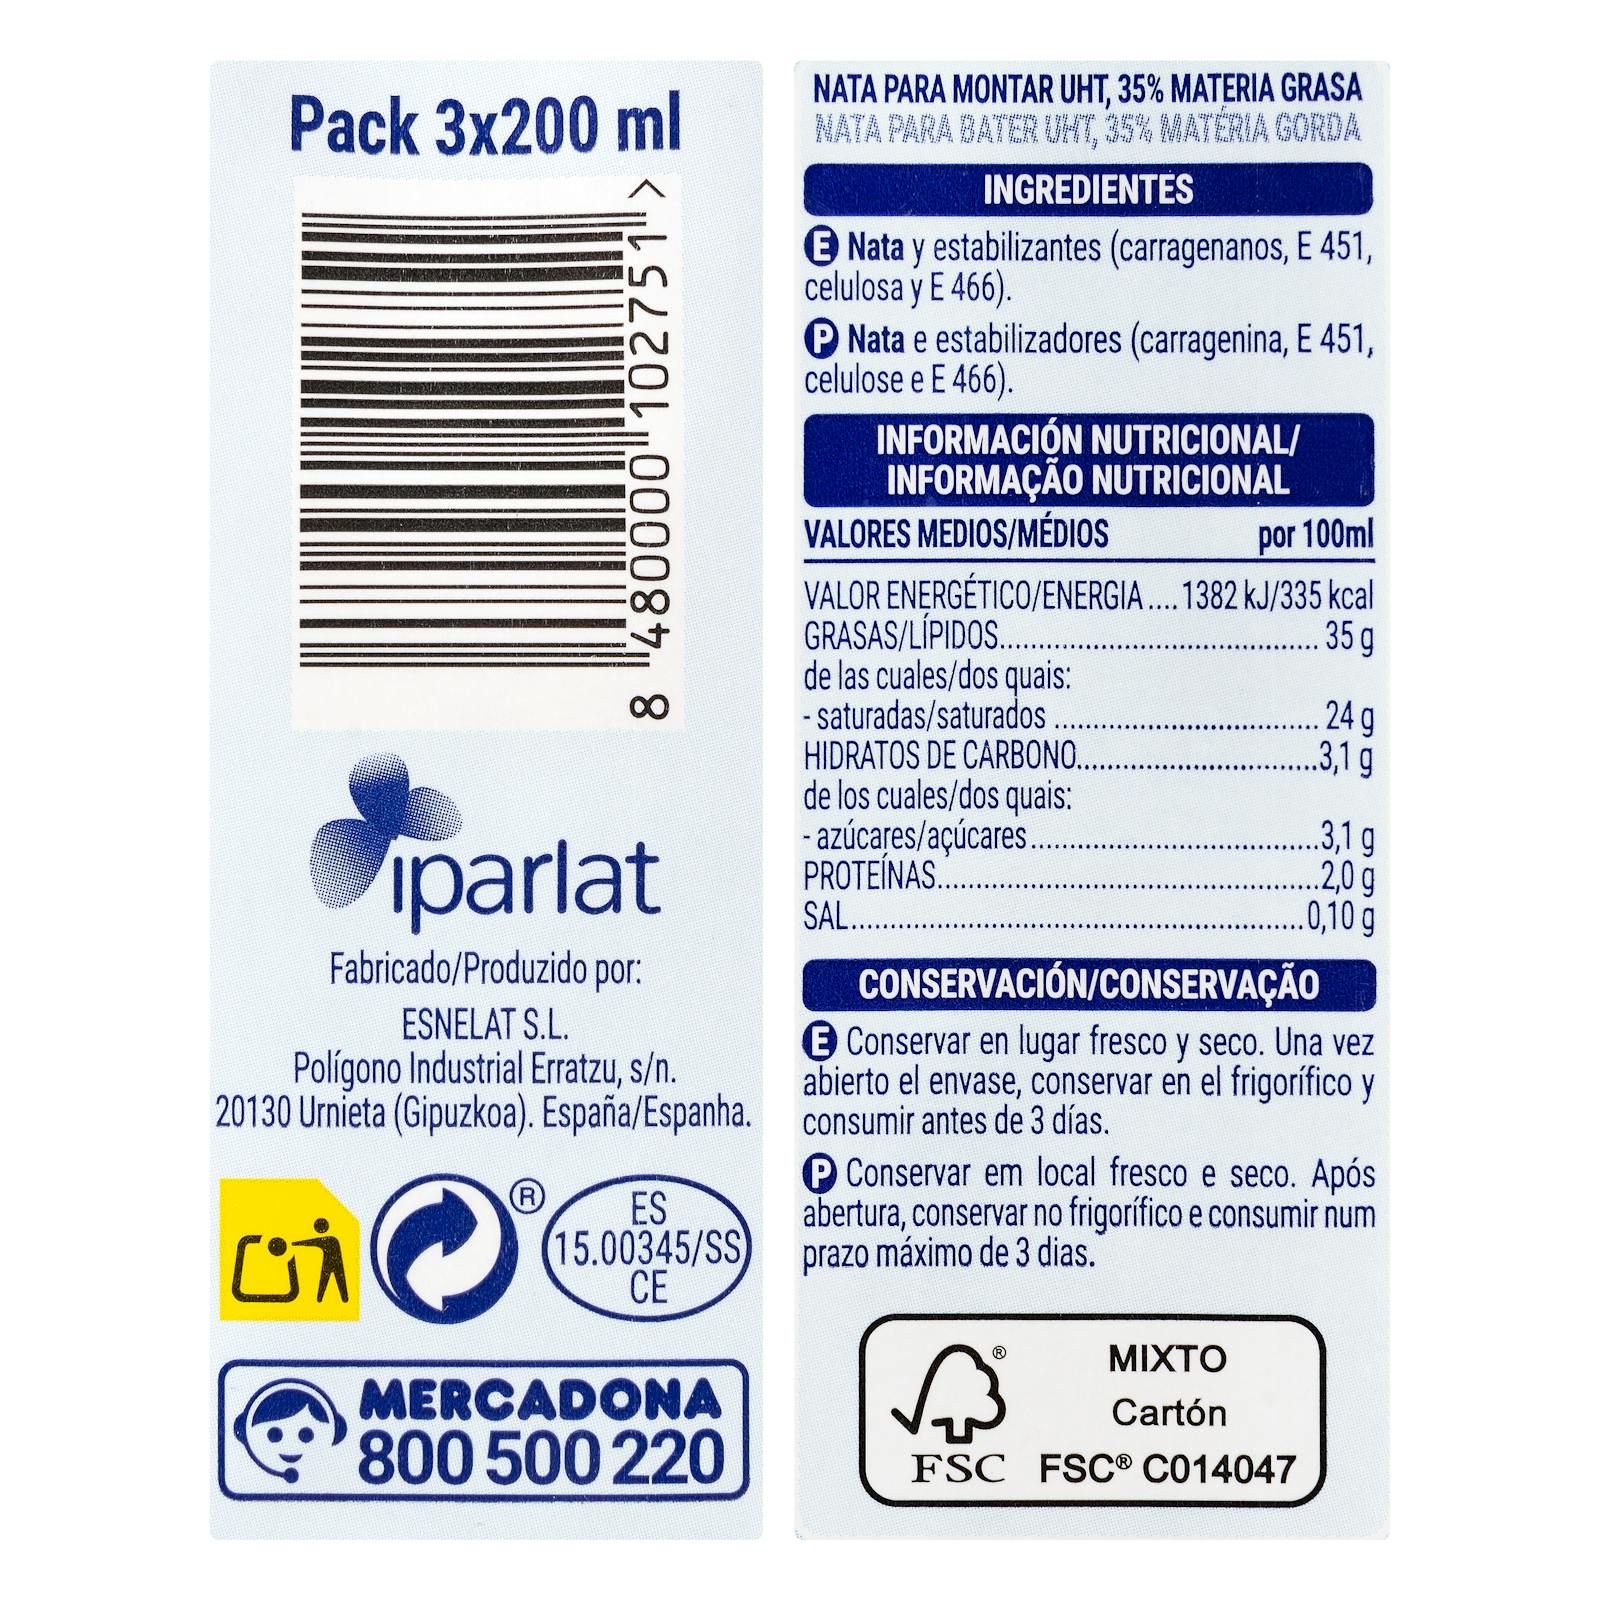 Pack 3x200 ml
8 480000 102751 >
iparlat
Fabricado/Produzido por:
ESNELAT S.L.
Polígono Industrial Erratzu, s/n.
20130 Urnieta (Gipuzkoa). España/Espanha.
®
ES
15.00345/SS
CE
MERCADONA
800 500 220
NATA PARA MONTAR UHT, 35% MATERIA GRASA
NATA PARA BATER UHT, 35% MATÉRIA GORDA
INGREDIENTES
E Nata y estabilizantes (carragenanos, E 451,
celulosa y E 466).
P Nata e estabilizadores (carragenina, E 451,
celulose e E 466).
INFORMACIÓN NUTRICIONAL/
INFORMAÇÃO NUTRICIONAL
VALORES MEDIOS/MÉDIOS por 100ml
VALOR ENERGÉTICO/ENERGIA .... 1382 kJ/335 kcal
GRASAS/LÍPIDOS........................................ 35 g
de las cuales/dos quais:
- saturadas/saturados ................................. 24 g
HIDRATOS DE CARBONO..............................3,1 g
de los cuales/dos quais:
- azúcares/açúcares....................................3,1 g
PROTEÍNAS................................................2,0 g
SAL..........................................................0,10 g
CONSERVACIÓN/CONSERVAÇÃO
E Conservar en lugar fresco y seco. Una vez
abierto el envase, conservar en el frigorífico y
consumir antes de 3 días.
P Conservar em local fresco e seco. Após
abertura, conservar no frigorífico e consumir num
prazo máximo de 3 dias.
®
FSC
MIXTO
Cartón
FSC® C014047